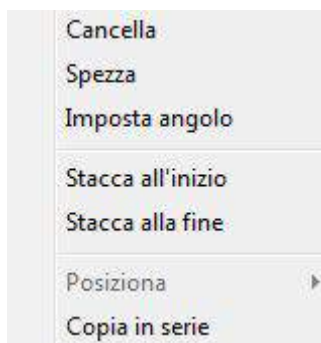 Cancella
Spezza
Imposta angolo
Stacca all'inizio
Stacca alla fine
Posiziona
Copia in serie